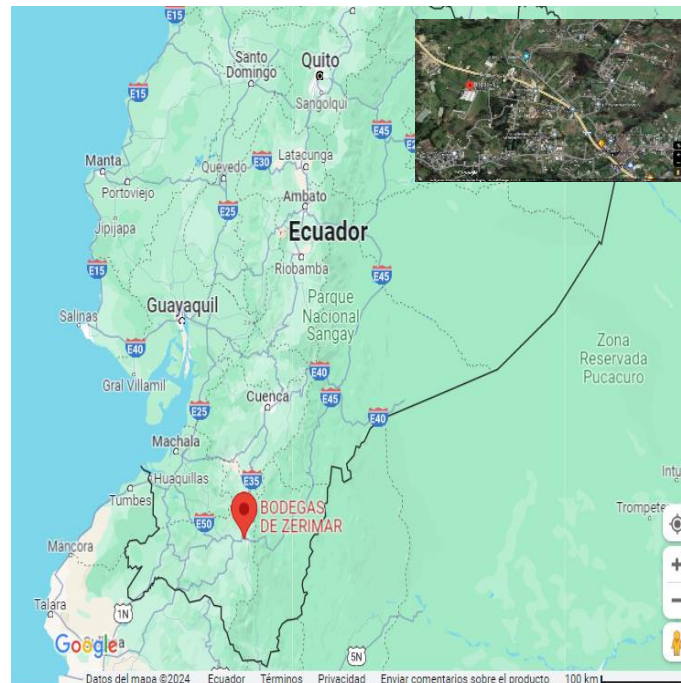 E15
Santo
Domingo
Quito
Sangolquí
E15
E45
Manta
Portoviejo
Quevedo
E30
Latacunga
E25
Ambato
Jipijapa
Ecuador
E15
Riobamba
E45
Parque
Nacional
Sangay
Guayaquil
Salinas
E40
Zona
Reservada
Pucacuro
Gral Villamil
E40
E45
Cuenca
E25
E40
Machala
Huaquillas
E35
Tumbes
E50
BODEGAS
DE ZERIMAR
Máncora
Talara
1N
5N
Google
Datos del mapa ©2024 Ecuador Términos Privacidad Enviar comentarios sobre el producto 100 km